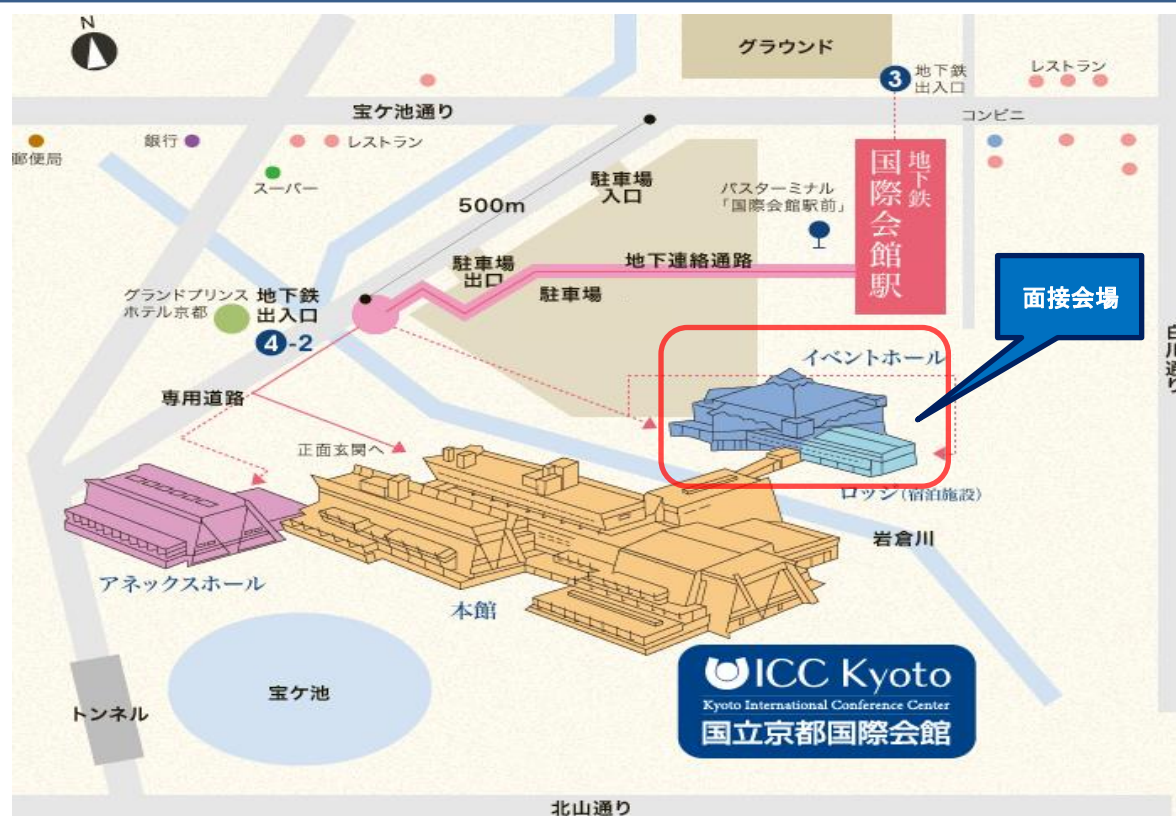 N
グラウンド
3
地下鉄
出入口
レストラン
宝ケ池通り
コンビニ
郵便局
銀行
レストラン
スーパー
駐車場
入口
バスターミナル
「国際会館駅前」
地下鉄
国際会館駅
500m
駐車場
出口
地下連絡通路
駐車場
面接会場
グランドプリンス
ホテル京都
地下鉄
出入口
4-2
イベントホール
白川通り
専用道路
正面玄関へ
ロッジ(宿泊施設)
岩倉川
アネックスホール
本館
宝ケ池
トンネル
ICC Kyoto
Kyoto International Conference Center
国立京都国際会館
北山通り